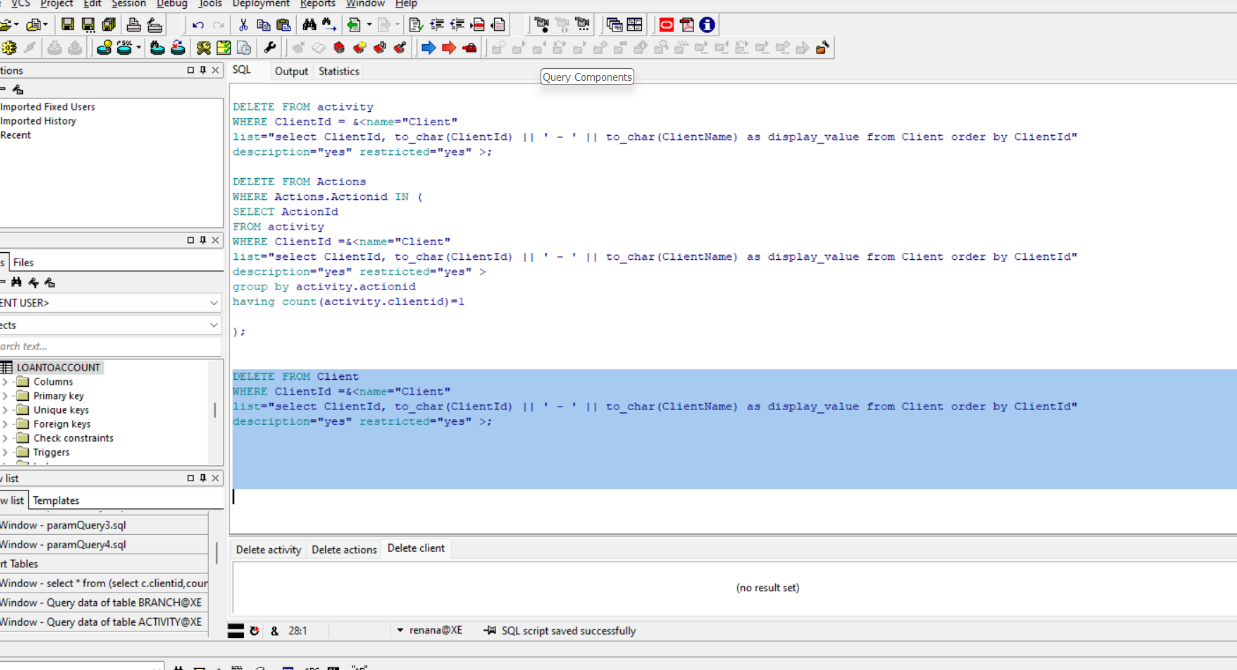 VCS Project Edit Session Debug Tools Deployment Reports Window Help
tions
Imported Fixed Users
Imported History
Recent
s Files
ENT USER>
ects
arch text...
LOANTOACCOUNT
Columns
Primary key
Unique keys
Foreign keys
Check constraints
Triggers
w list
w list Templates
Window - paramQuery3.sql
Window - paramQuery4.sql
rt Tables
Window - select * from (select c.clientid,cour
Window - Query data of table BRANCH@XE
Window - Query data of table ACTIVITY@XE
SQL Output Statistics
Query Components
DELETE FROM activity
WHERE ClientId = &<name="Client"
list="select ClientId, to_char(ClientId) || ' - ' || to_char(ClientName) as display_value from Client order by ClientId"
description="yes" restricted="yes" >;
DELETE FROM Actions
WHERE Actions.Actionid IN (
SELECT ActionId
FROM activity
WHERE ClientId =&<name="Client"
list="select ClientId, to_char(ClientId) || ' - ' || to_char(ClientName) as display_value from Client order by ClientId"
description="yes" restricted="yes" >
group by activity.actionid
having count(activity.clientid)=1
);
DELETE FROM Client
WHERE ClientId =&<name="Client"
list="select ClientId, to_char(ClientId) || ' - ' || to_char(ClientName) as display_value from Client order by ClientId"
description="yes" restricted="yes" >;
Delete activity Delete actions Delete client
(no result set)
& 28:1 renana@XE SQL script saved successfully